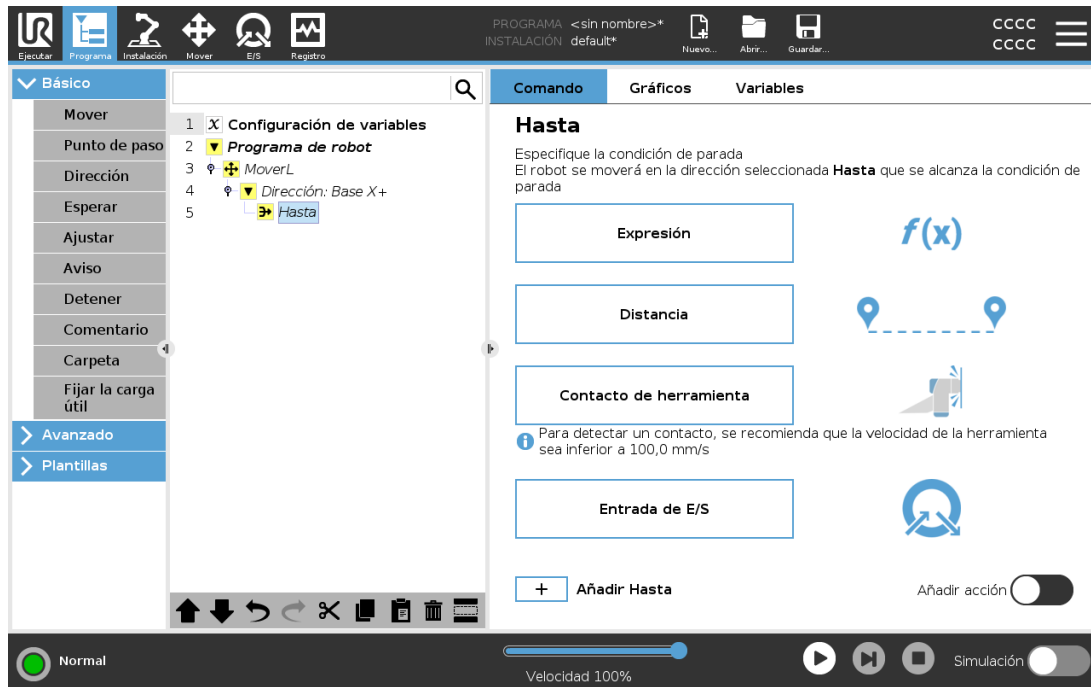 Ejecutar
Programa
Instalación
Mover
E/S
Registro
PROGRAMA <sin nombre>*
INSTALACIÓN default*
Nuevo...
Abrir...
Guardar...
CCCC
CCCC
Básico
Mover
Punto de paso
Dirección
Esperar
Ajustar
Aviso
Detener
Comentario
Carpeta
Fijar la carga
útil
Avanzado
Plantillas
1 X Configuración de variables
2 Programa de robot
3 MoverL
4 Dirección: Base X+
5 Hasta
Comando Gráficos Variables
Hasta
Especifique la condición de parada
El robot se moverá en la dirección seleccionada Hasta que se alcanza la condición de
parada
Expresión
f(x)
Distancia
Contacto de herramienta
Para detectar un contacto, se recomienda que la velocidad de la herramienta
sea inferior a 100,0 mm/s
Entrada de E/S
+ Añadir Hasta
Añadir acción
Normal
Velocidad 100%
Simulación